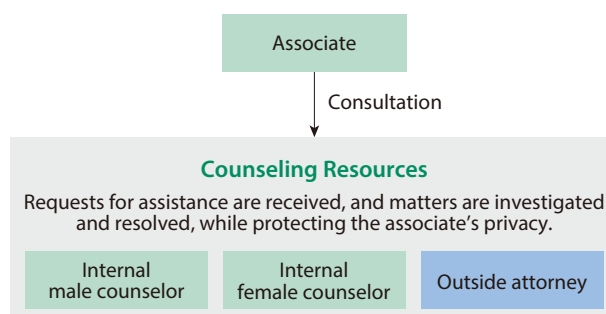 Associate
Consultation
Counseling Resources
Requests for assistance are received, and matters are investigated
and resolved, while protecting the associate’s privacy.
Internal
male counselor
Internal
female counselor
Outside attorney